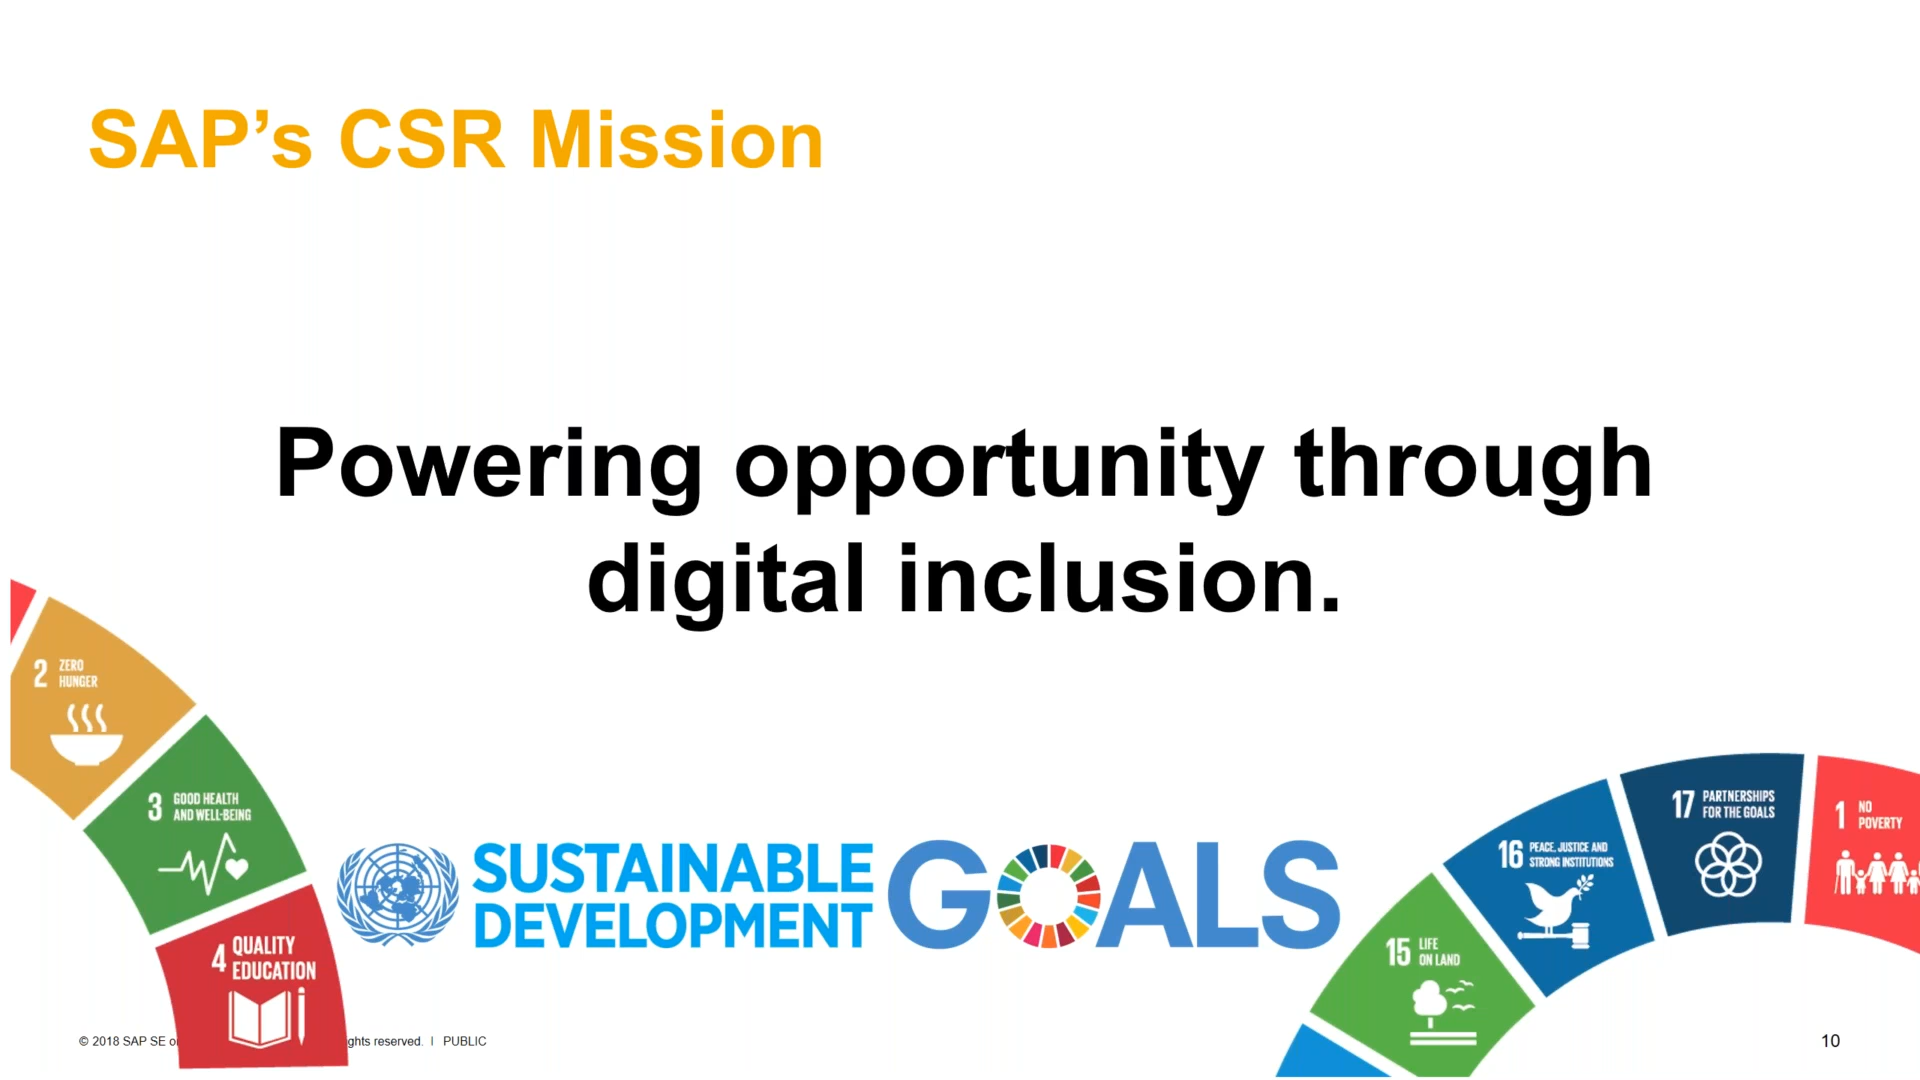 SAP’s CSR Mission
Powering opportunity through
digital inclusion.
2 ZERO
HUNGER
3 GOOD HEALTH
AND WELL-BEING
4 QUALITY
EDUCATION
SUSTAINABLE
DEVELOPMENT
GOALS
15 LIFE
ON LAND
16 PEACE, JUSTICE AND
STRONG INSTITUTIONS
17 PARTNERSHIPS
FOR THE GOALS
1 NO
POVERTY
© 2018 SAP SE reserved. I PUBLIC
10